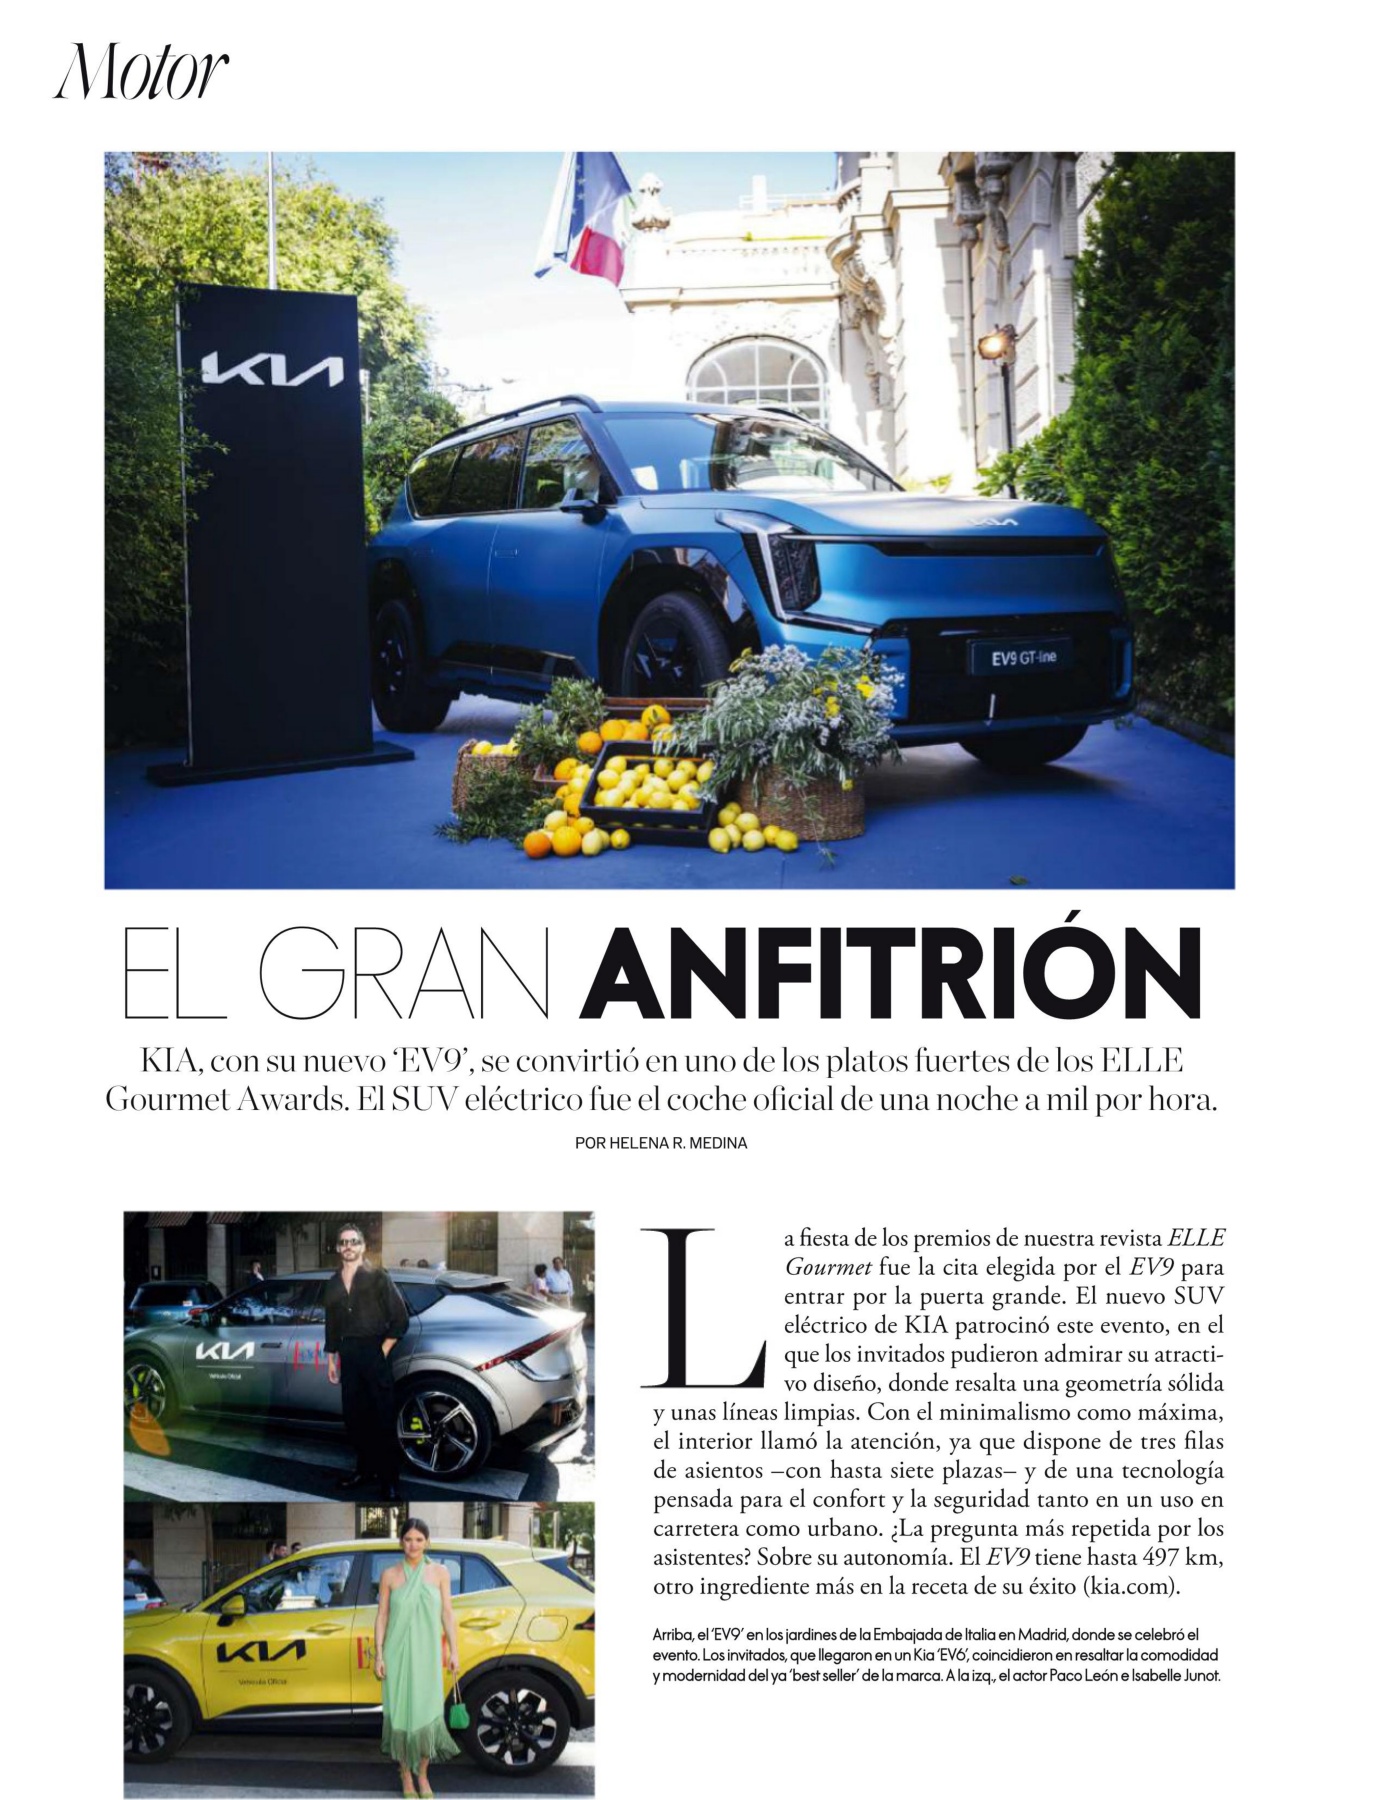 Motor
KIA
KIA
EV9 GT-line
EL GRAN ANFITRIÓN
KIA, con su nuevo ‘EV9’, se convirtió en uno de los platos fuertes de los ELLE
Gourmet Awards. El SUV eléctrico fue el coche oficial de una noche a mil por hora.
POR HELENA R. MEDINA
KIA
Vehículo Oficial
KIA
Vehículo Oficial
La fiesta de los premios de nuestra revista ELLE
Gourmet fue la cita elegida por el EV9 para
entrar por la puerta grande. El nuevo SUV
eléctrico de KIA patrocinó este evento, en el
que los invitados pudieron admirar su atracti-
vo diseño, donde resalta una geometría sólida
y unas líneas limpias. Con el minimalismo como máxima,
el interior llamó la atención, ya que dispone de tres filas
de asientos –con hasta siete plazas– y de una tecnología
pensada para el confort y la seguridad tanto en un uso en
carretera como urbano. ¿La pregunta más repetida por los
asistentes? Sobre su autonomía. El EV9 tiene hasta 497 km,
otro ingrediente más en la receta de su éxito (kia.com).
Arriba, el ‘EV9’ en los jardines de la Embajada de Italia en Madrid, donde se celebró el
evento. Los invitados, que llegaron en un Kia ‘EV6’, coincidieron en resaltar la comodidad
y modernidad del ya ‘best seller’ de la marca. A la izq., el actor Paco León e Isabelle Junot.